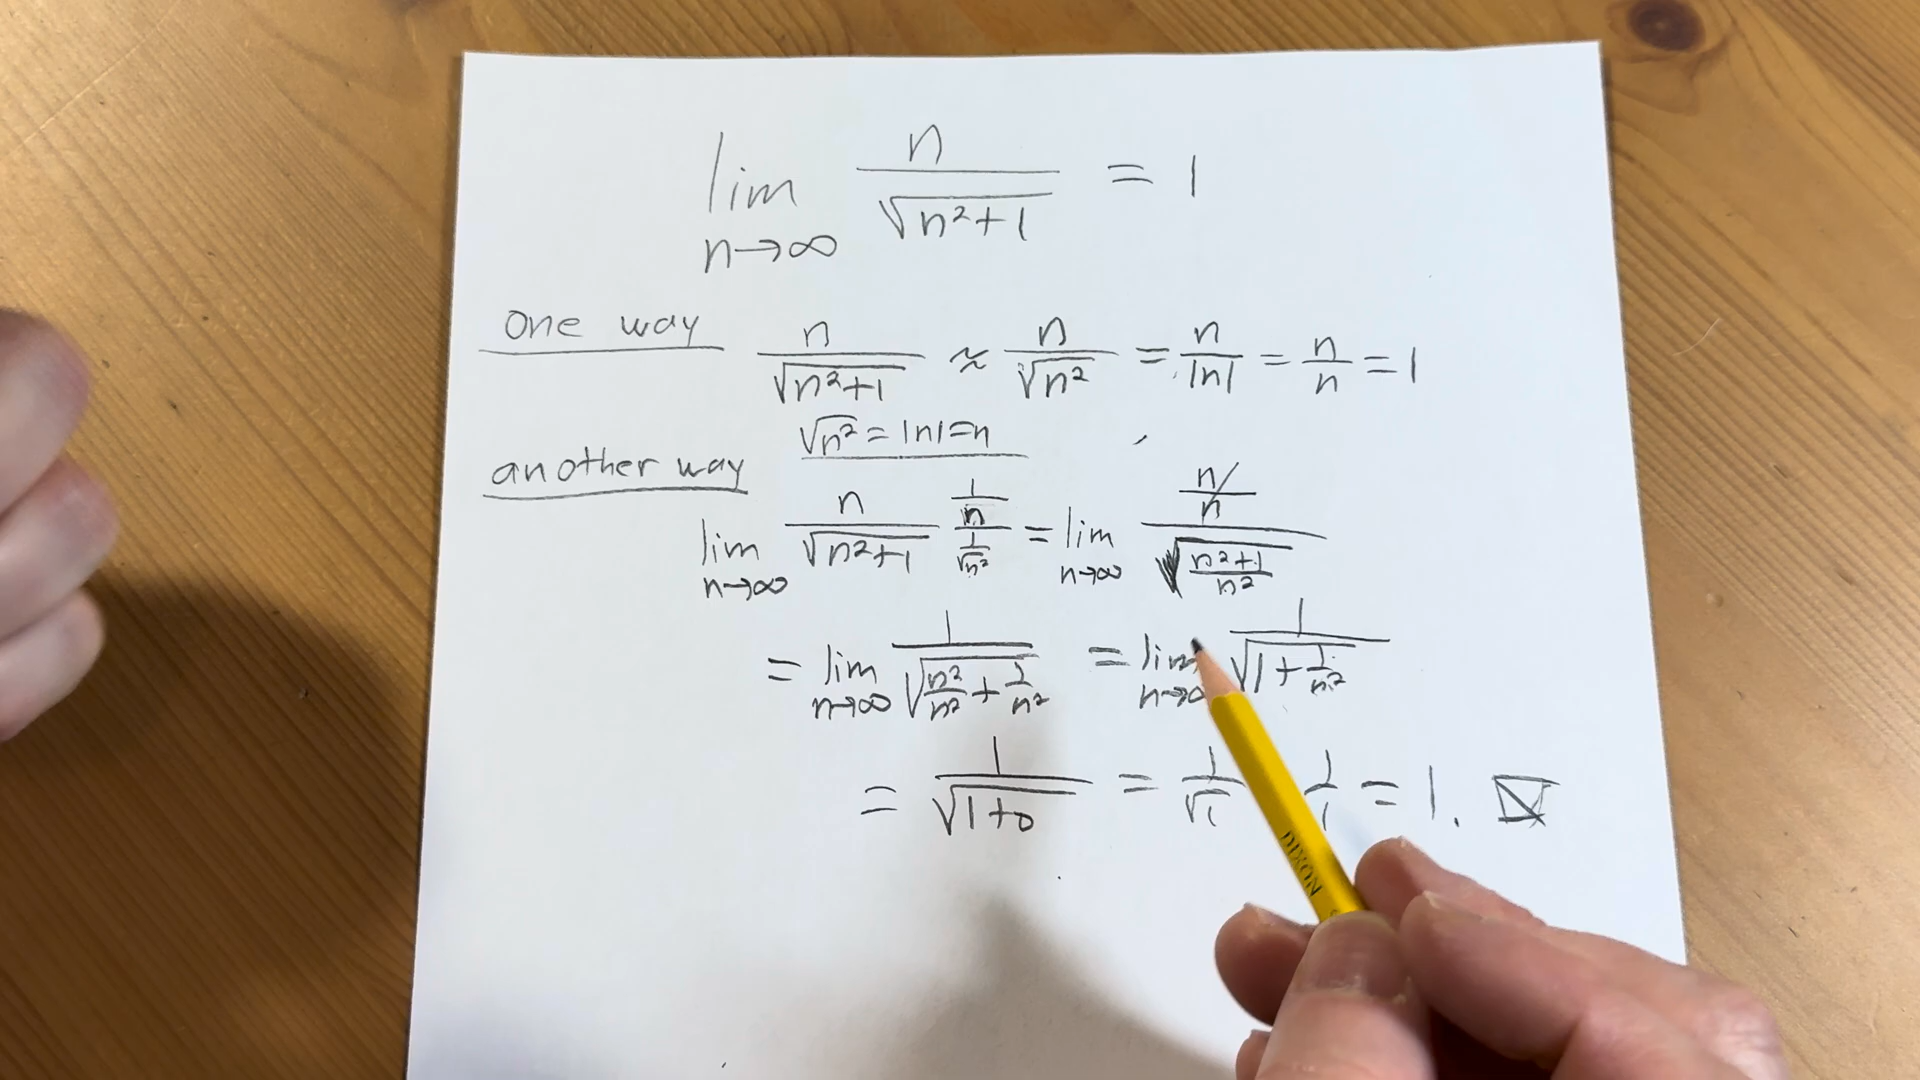 lim n→∞ n/√(n²+1) = 1
one way n/√(n²+1) ≈ n/√(n²) = n/|n| = n/n = 1
√n² = |n| = n
another way
lim n→∞ n/√(n²+1) (1/n)/(1/√n²) = lim n→∞ (n/n)/√((n²+1)/n²)
= lim n→∞ 1/√(n²/n² + 1/n²) = lim n→∞ 1/√(1 + 1/n²)
= 1/√(1+0) = 1/√1 1/1 = 1.
DIXON